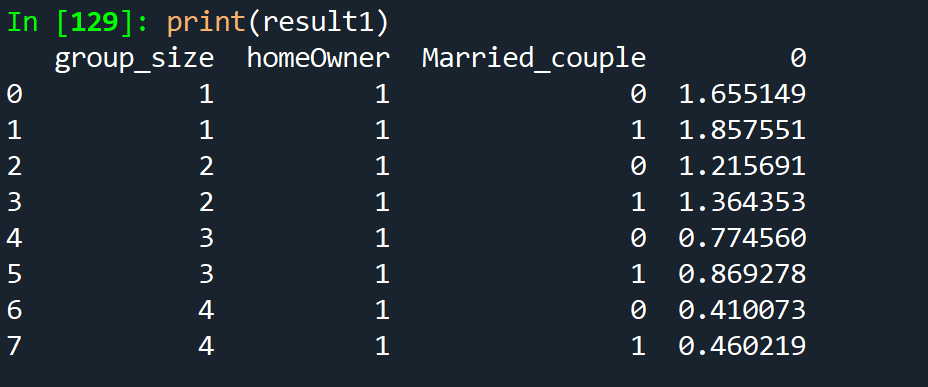 In [129]: print(result1)
   group_size  homeOwner  Married_couple         0
0           1          1               0  1.655149
1           1          1               1  1.857551
2           2          1               0  1.215691
3           2          1               1  1.364353
4           3          1               0  0.774560
5           3          1               1  0.869278
6           4          1               0  0.410073
7           4          1               1  0.460219